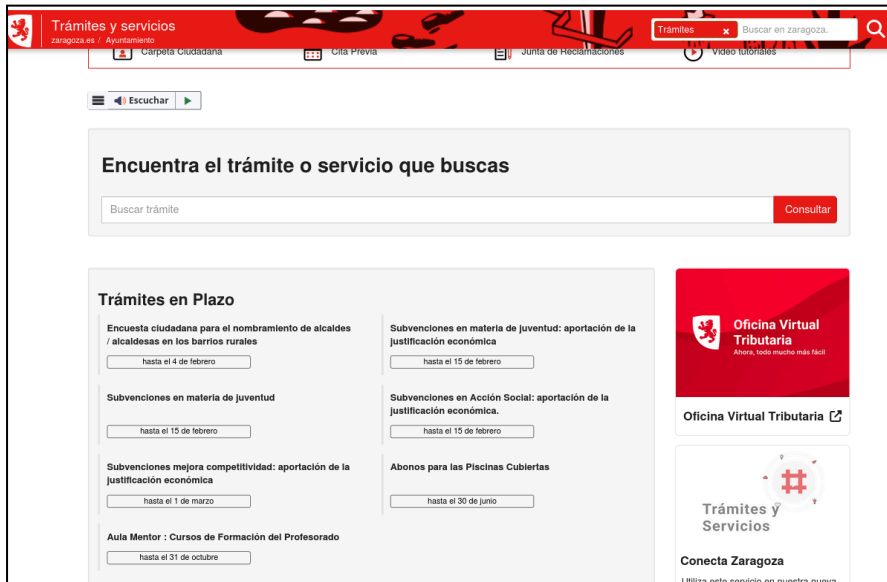 Trámites y servicios
zaragoza.es / Ayuntamiento
Trámites x Buscar en zaragoza.
Carpeta Ciudadana
Cita Previa
Junta de Reclamaciones
Video tutoriales
Escuchar
Encuentra el trámite o servicio que buscas
Buscar trámite
Consultar
Trámites en Plazo
Encuesta ciudadana para el nombramiento de alcaldes
/ alcaldesas en los barrios rurales
hasta el 4 de febrero
Subvenciones en materia de juventud: aportación de la
justificación económica
hasta el 15 de febrero
Subvenciones en materia de juventud
hasta el 15 de febrero
Subvenciones en Acción Social: aportación de la
justificación económica.
hasta el 15 de febrero
Subvenciones mejora competitividad: aportación de la
justificación económica
hasta el 1 de marzo
Abonos para las Piscinas Cubiertas
hasta el 30 de junio
Aula Mentor : Cursos de Formación del Profesorado
hasta el 31 de octubre
Oficina Virtual
Tributaria
Ahora, todo mucho más fácil
Oficina Virtual Tributaria
Trámites y
Servicios
Conecta Zaragoza
Utiliza este servicio en nuestra nueva